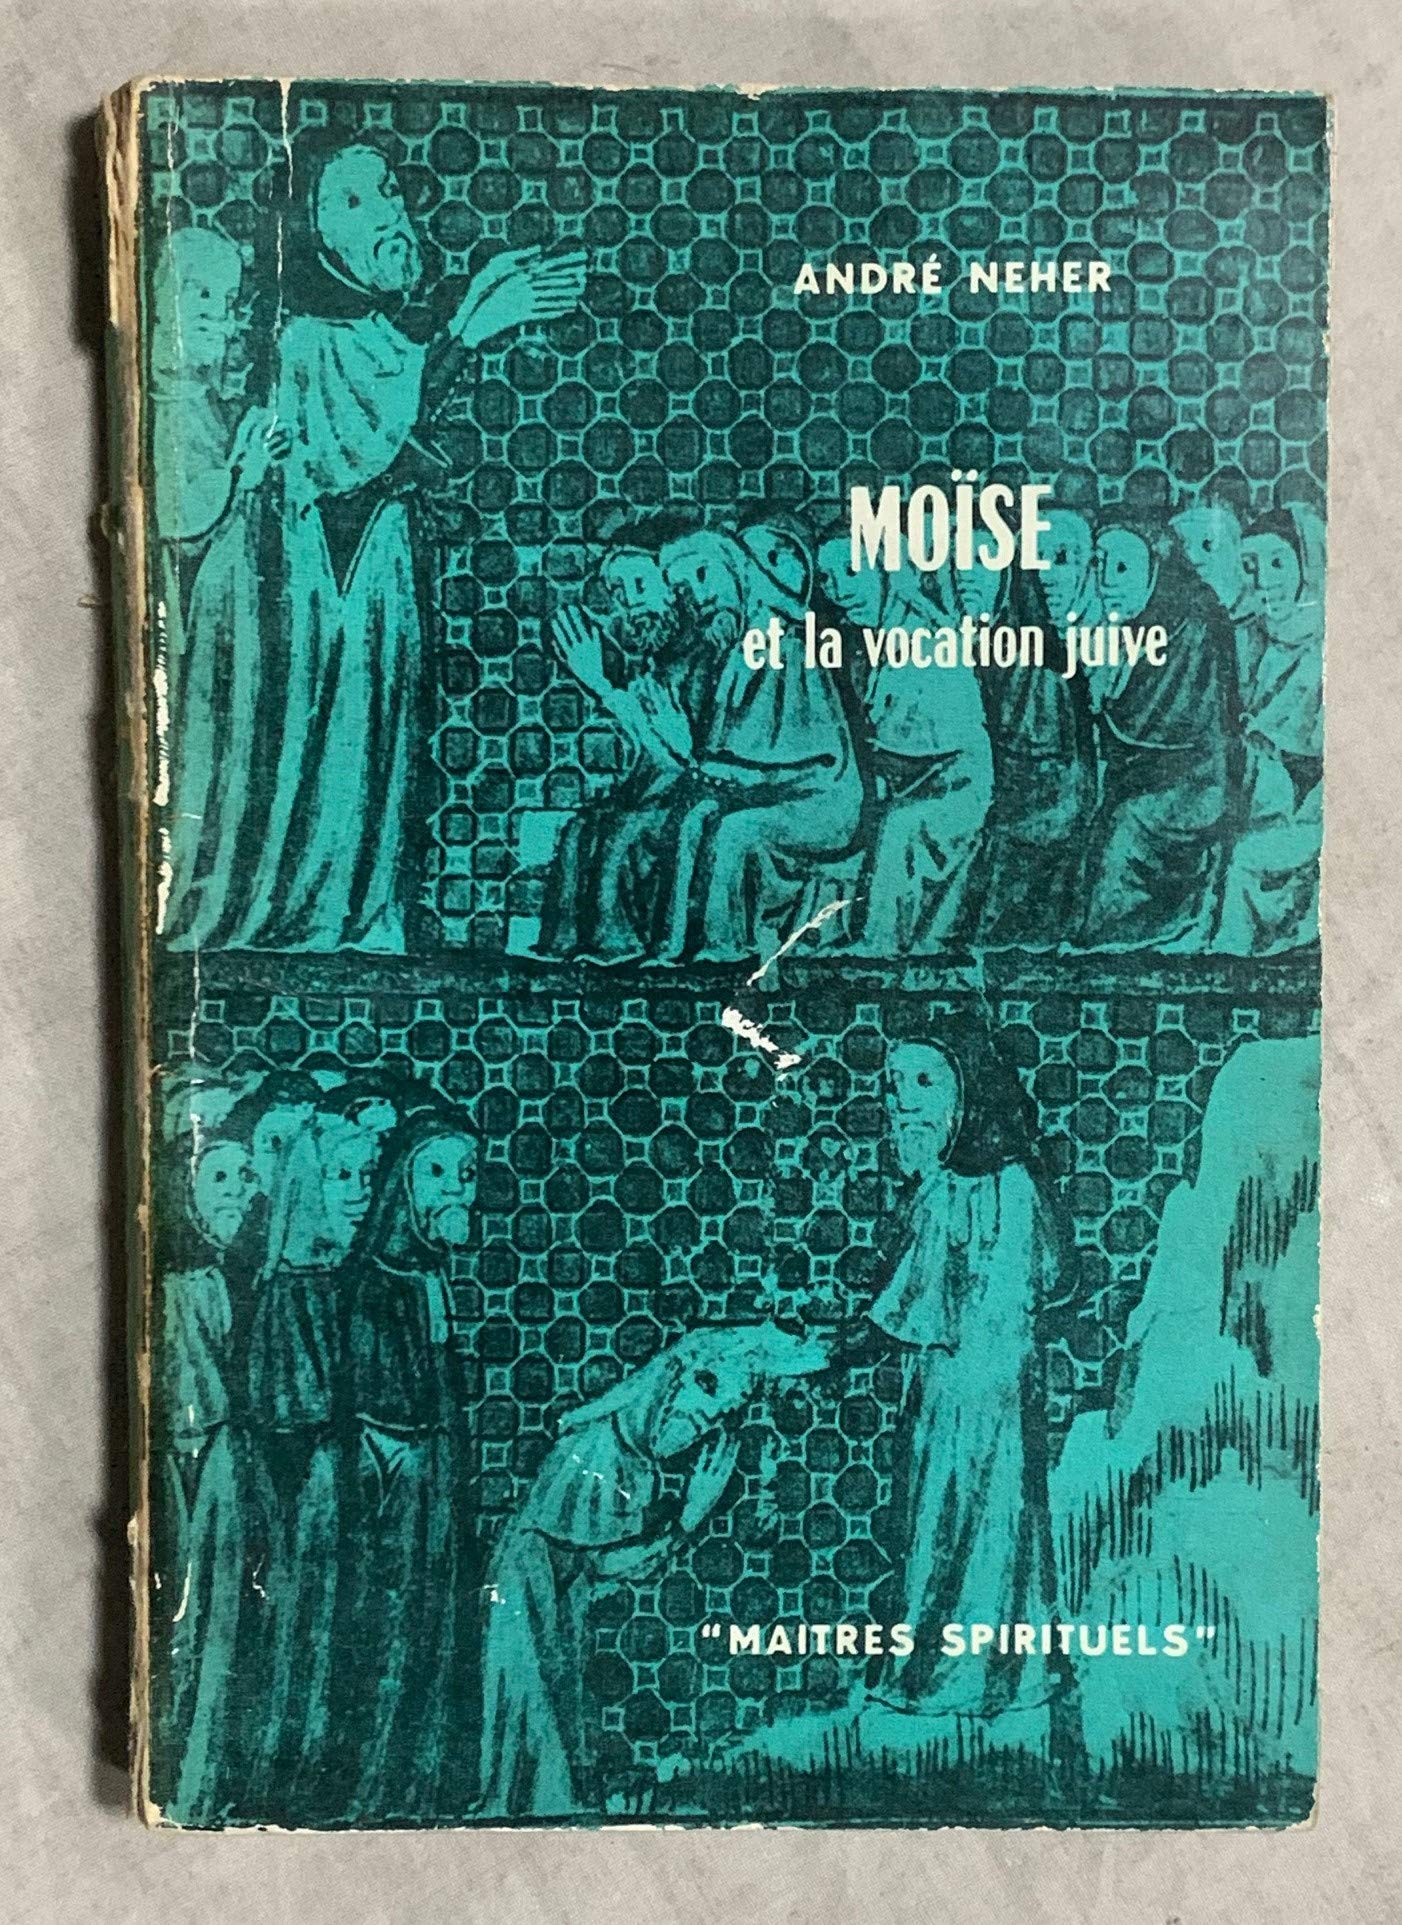 ANDRÉ NEHER
MOÏSE
et la vocation juive
"MAITRES SPIRITUELS"